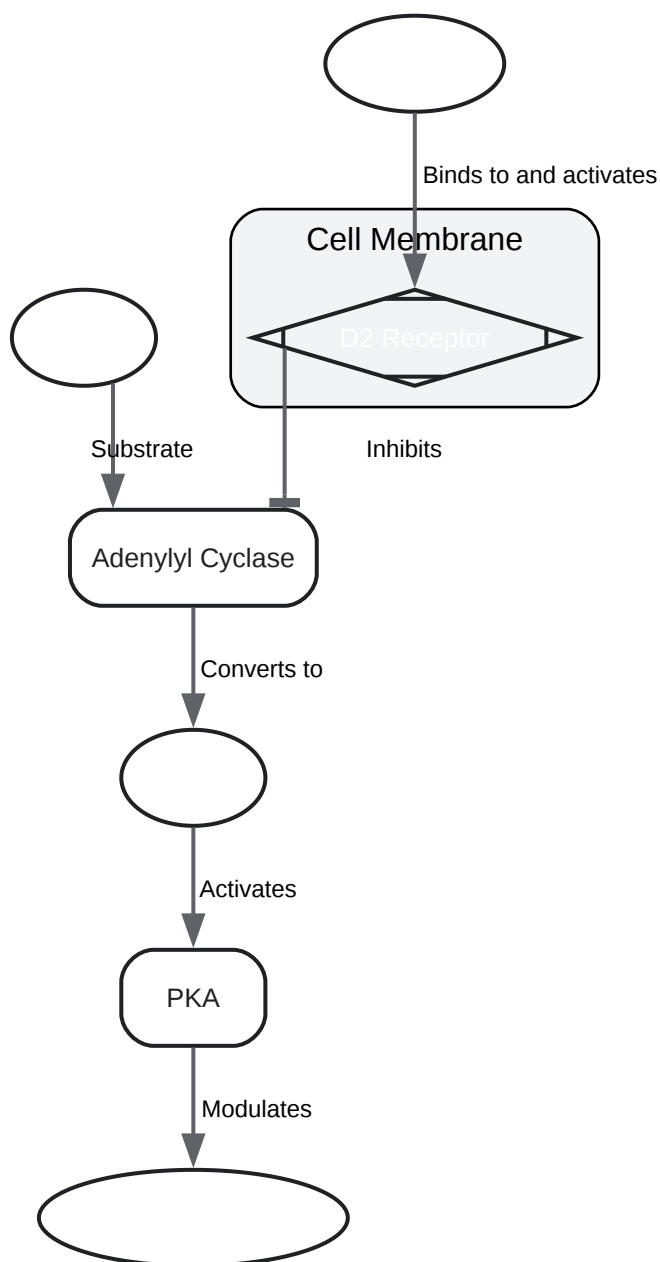 Binds to and activates
Cell Membrane
D2 Receptor
Substrate
Inhibits
Adenylyl Cyclase
Converts to
Activates
PKA
Modulates